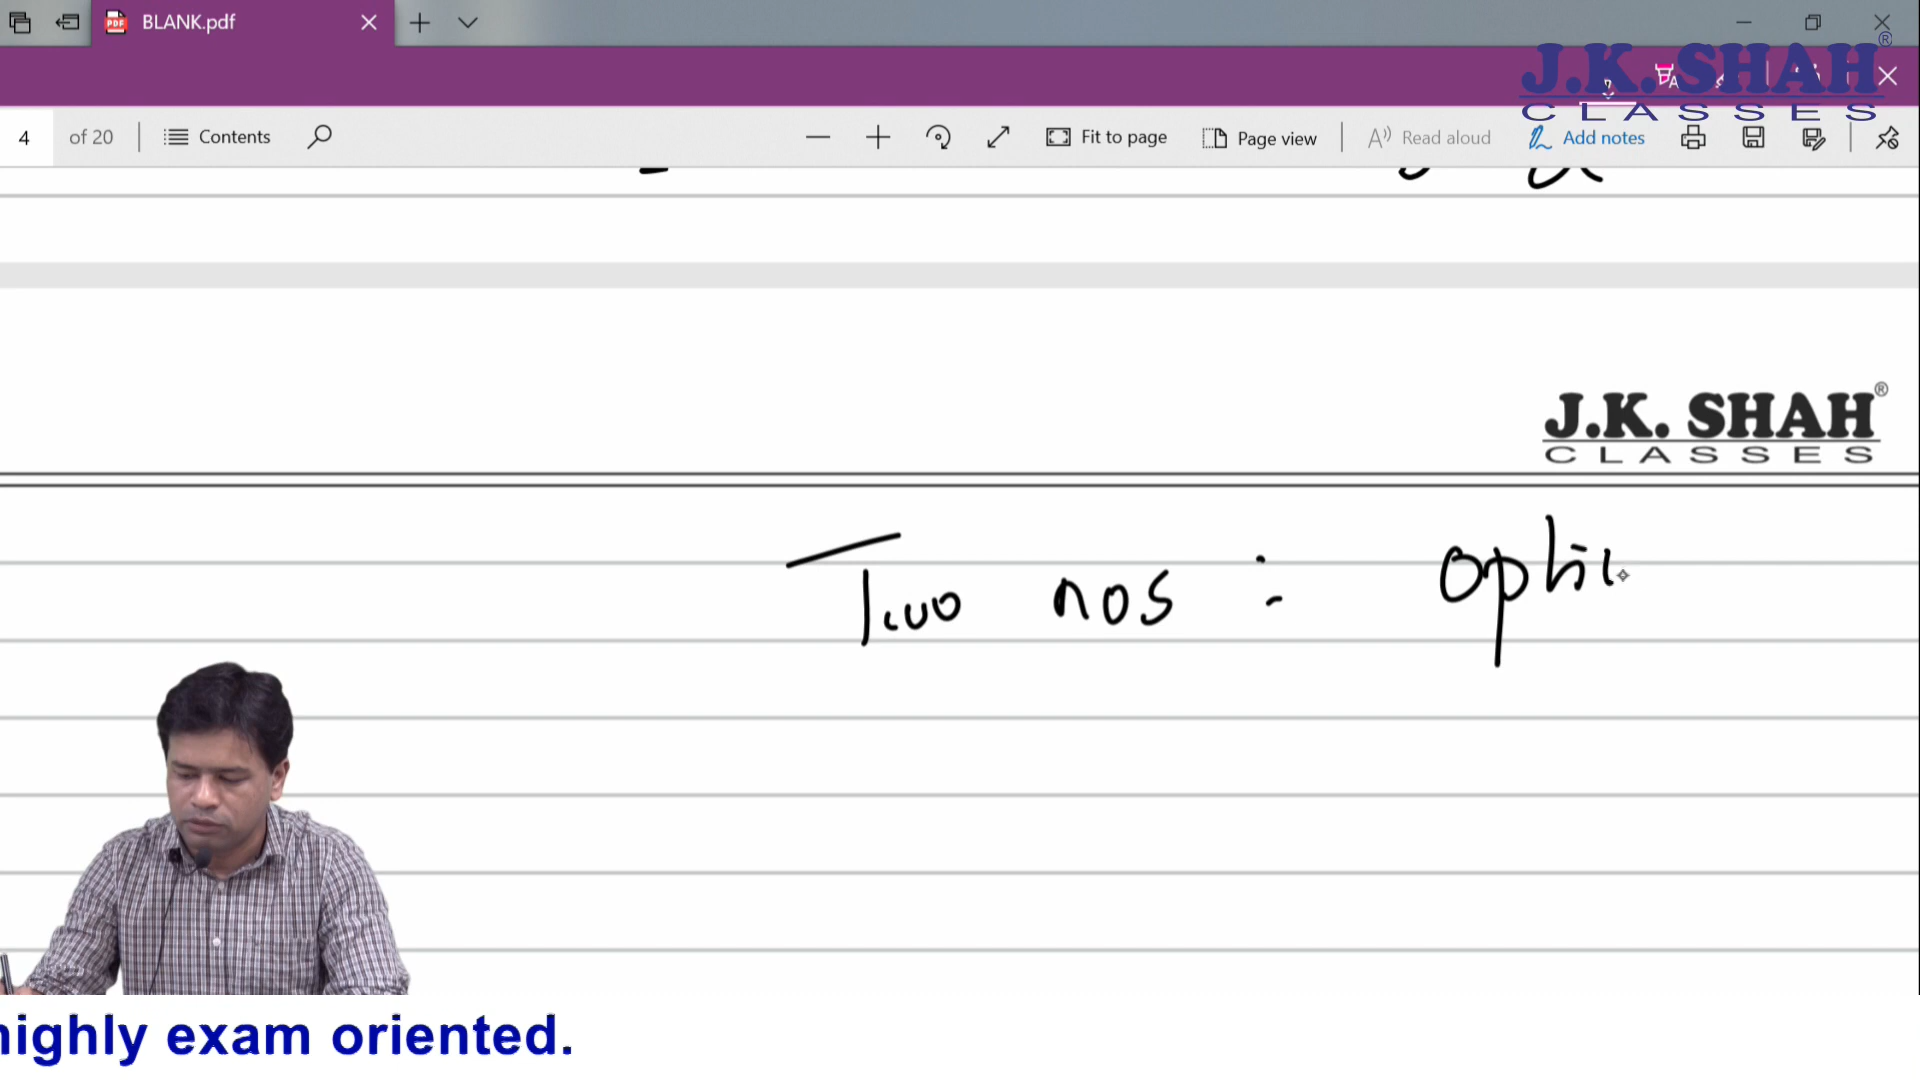 BLANK.pdf
J.K. SHAH®
CLASSES
4 of 20 Contents Fit to page Page view Read aloud Add notes
J.K. SHAH®
CLASSES
Two nos :
highly exam oriented.